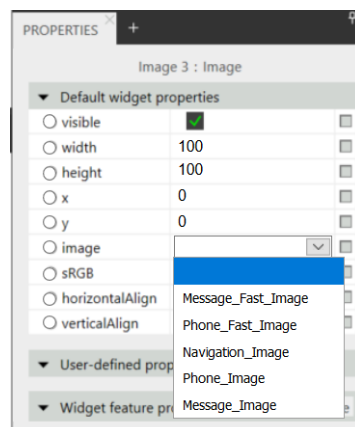 PROPERTIES +
Image 3 : Image
Default widget properties
visible
width 100
height 100
x 0
y 0
image
sRGB
horizontalAlign
verticalAlign
Message_Fast_Image
Phone_Fast_Image
Navigation_Image
Phone_Image
Message_Image
User-defined prop
Widget feature pr